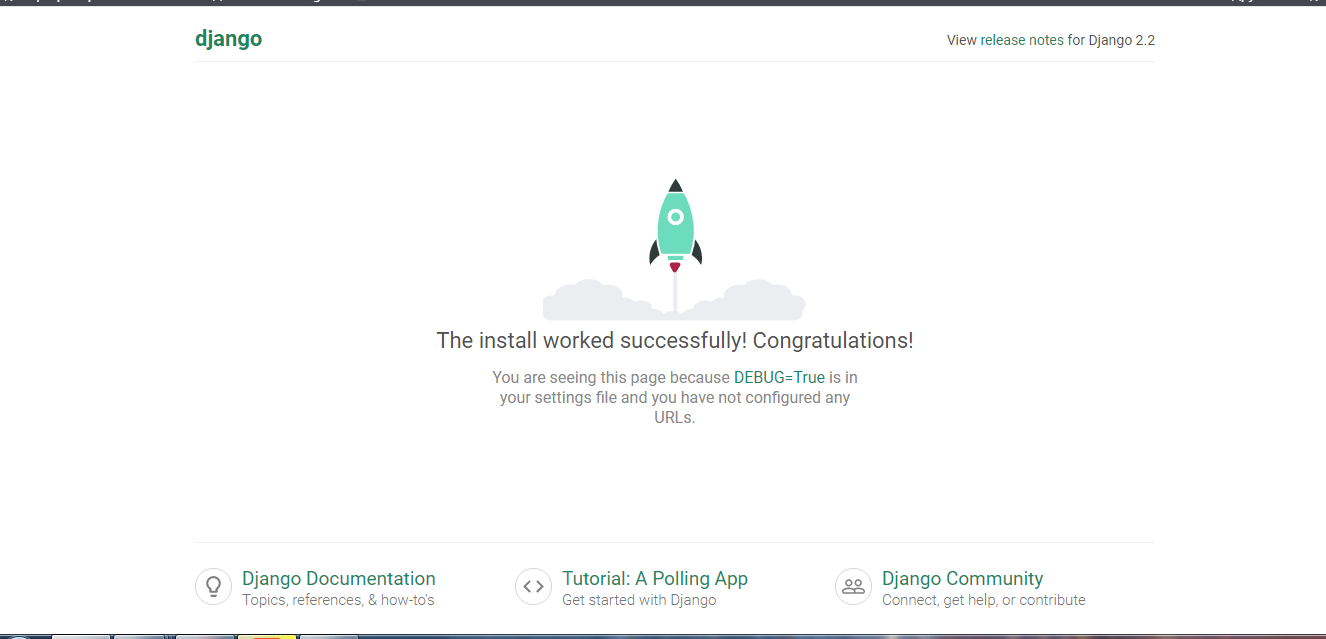 django
View release notes for Django 2.2
The install worked successfully! Congratulations!
You are seeing this page because DEBUG=True is in
your settings file and you have not configured any
URLs.
Django Documentation
Topics, references, & how-to's
Tutorial: A Polling App
Get started with Django
Django Community
Connect, get help, or contribute